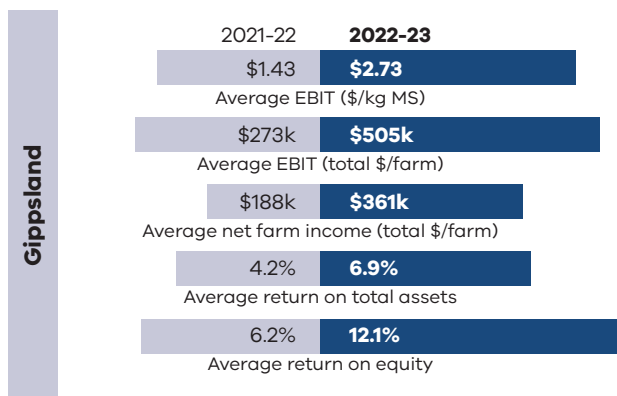 Gippsland
2021-22 2022-23
$1.43 $2.73
Average EBIT ($/kg MS)
$273k $505k
Average EBIT (total $/farm)
$188k $361k
Average net farm income (total $/farm)
4.2% 6.9%
Average return on total assets
6.2% 12.1%
Average return on equity